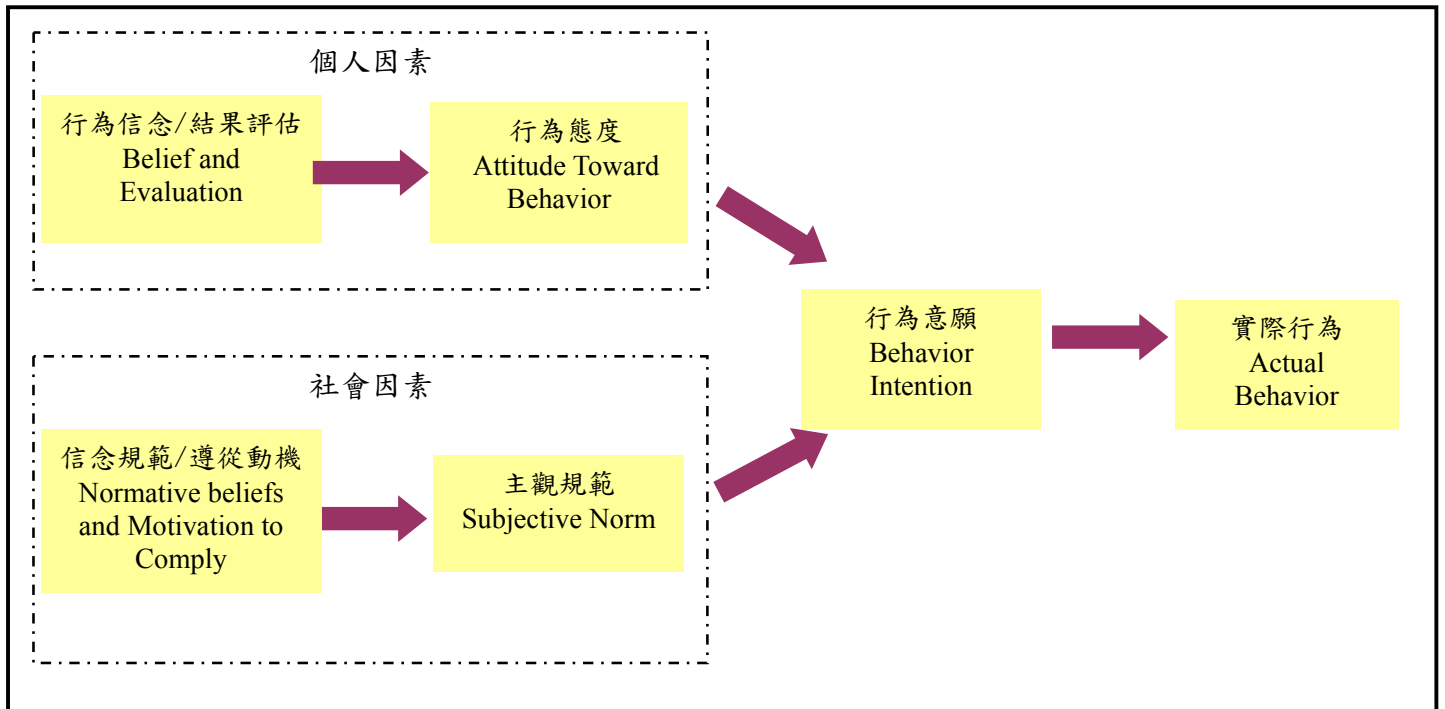 個人因素
行為信念/結果評估
Belief and
Evaluation
行為態度
Attitude Toward
Behavior
社會因素
信念規範/遵從動機
Normative beliefs
and Motivation to
Comply
主觀規範
Subjective Norm
行為意願
Behavior
Intention
實際行為
Actual
Behavior